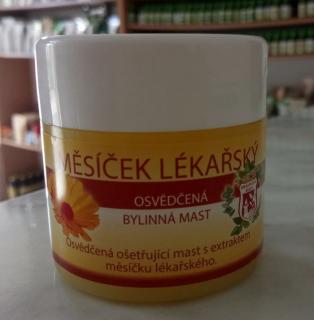 MĚSÍČEK LÉKAŘSKÝ
OSVĚDČENÁ
BYLINNÁ MAST
Osvědčená ošetřující mast s extraktem
měsíčku lékařského.